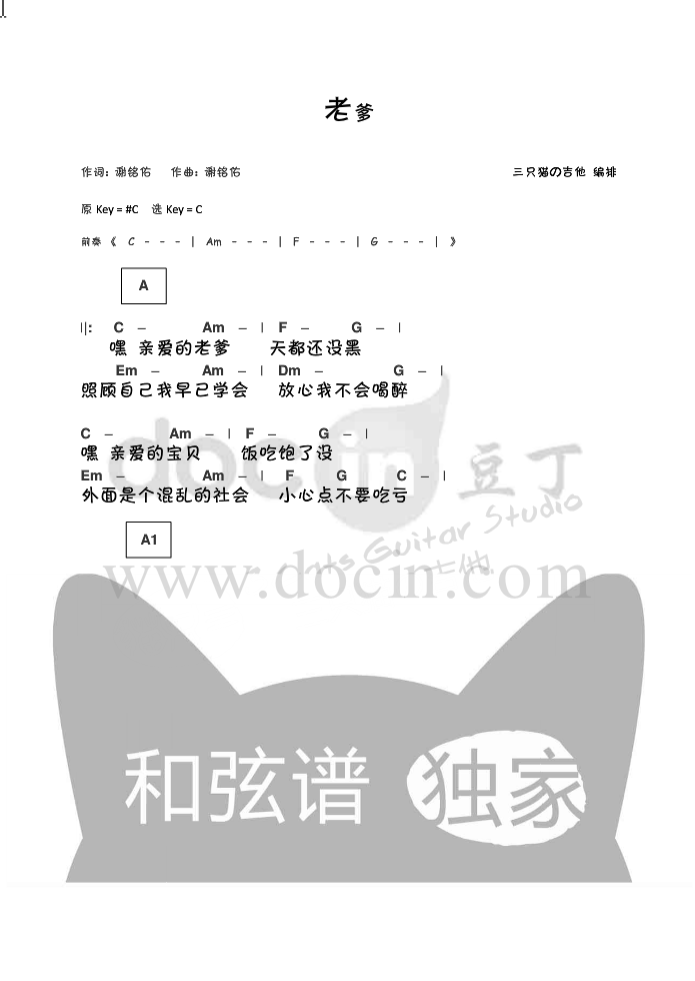 老爹
作词：谢铭佑 作曲：谢铭佑 三只猫の吉他 编排
原 Key = #C 选 Key = C
前奏《 C - - - | Am - - - | F - - - | G - - - | 》
A
||: C – Am – | F – G – |
嘿 亲爱的老爹 天都还没黑
Em – Am – | Dm – G – |
照顾自己我早已学会 放心我不会喝醉
C – Am – | F – G – |
嘿 亲爱的宝贝 饭吃饱了没
Em – Am – | F G C – |
外面是个混乱的社会 小心点不要吃亏
docin 豆丁
Guitar Studio
A1
www.docin.com
和弦谱 独家